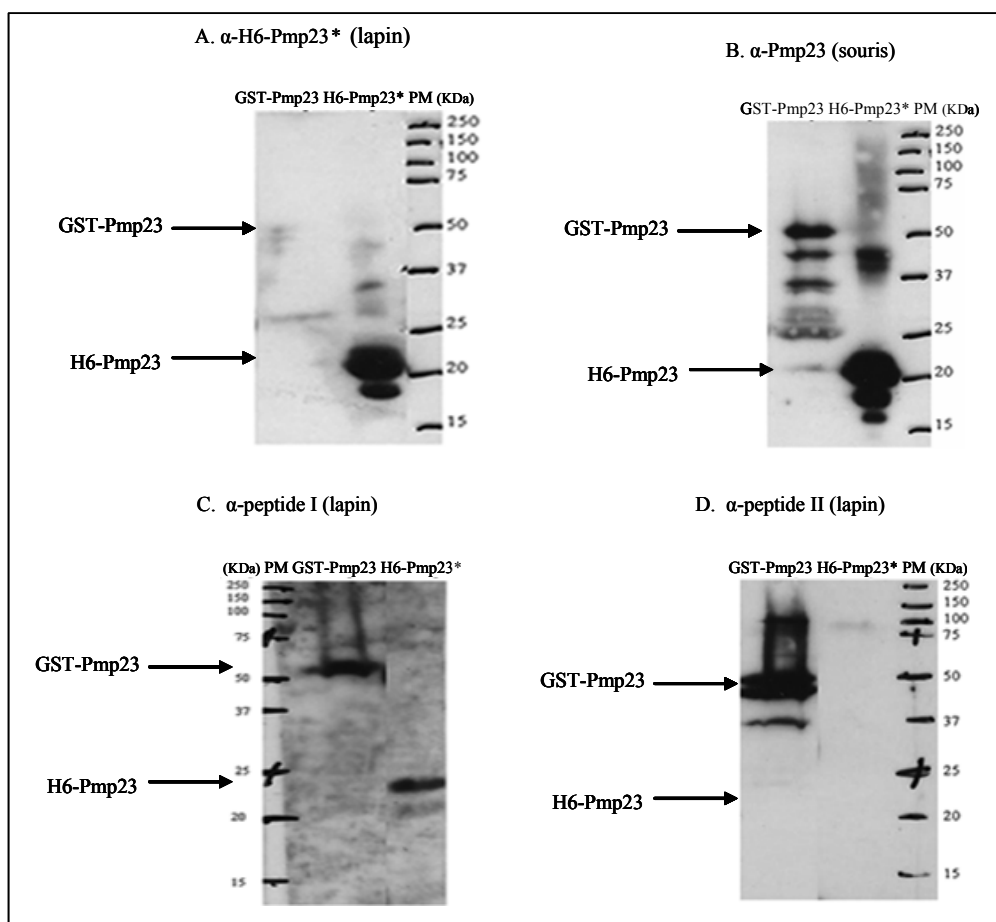 A. α-H6-Pmp23* (lapin)
GST-Pmp23 H6-Pmp23* PM (KDa)
250
150
100
75
GST-Pmp23
50
37
25
H6-Pmp23
20
15
B. α-Pmp23 (souris)
GST-Pmp23 H6-Pmp23* PM (KDa)
250
150
100
75
GST-Pmp23
50
37
25
H6-Pmp23
20
15
C. α-peptide I (lapin)
(KDa) PM GST-Pmp23 H6-Pmp23*
250
150
100
75
GST-Pmp23
50
37
25
H6-Pmp23
20
15
D. α-peptide II (lapin)
GST-Pmp23 H6-Pmp23* PM (KDa)
250
150
100
75
50
GST-Pmp23
37
25
H6-Pmp23
20
15